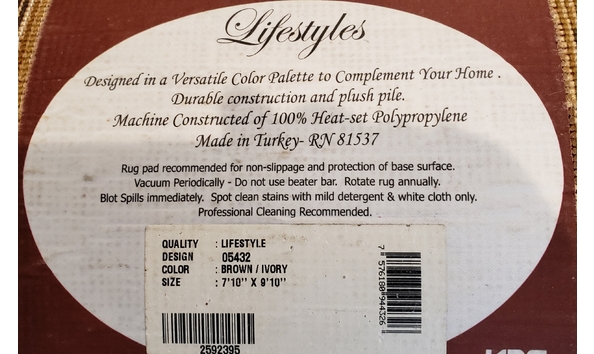 Lifestyles
Designed in a Versatile Color Palette to Complement Your Home .
Durable construction and plush pile.
Machine Constructed of 100% Heat-set Polypropylene
Made in Turkey- RN 81537
Rug pad recommended for non-slippage and protection of base surface.
Vacuum Periodically - Do not use beater bar. Rotate rug annually.
Blot Spills immediately. Spot clean stains with mild detergent & white cloth only.
Professional Cleaning Recommended.
QUALITY : LIFESTYLE
DESIGN 05432
COLOR : BROWN / IVORY
SIZE : 7'10'' X 9'10''
2592395
7 576180 944326